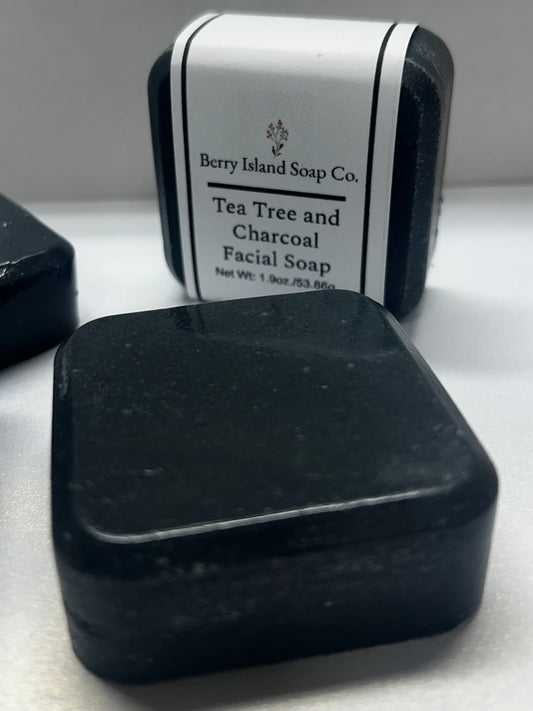 Berry Island Soap Co.
Tea Tree and
Charcoal
Facial Soap
Net Wt: 1.9oz./53.86g